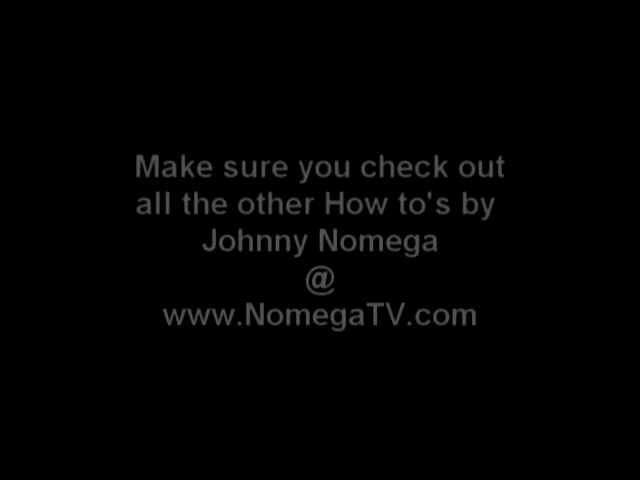 Make sure you check out
all the other How to's by
Johnny Nomega
@
www.NomegaTV.com